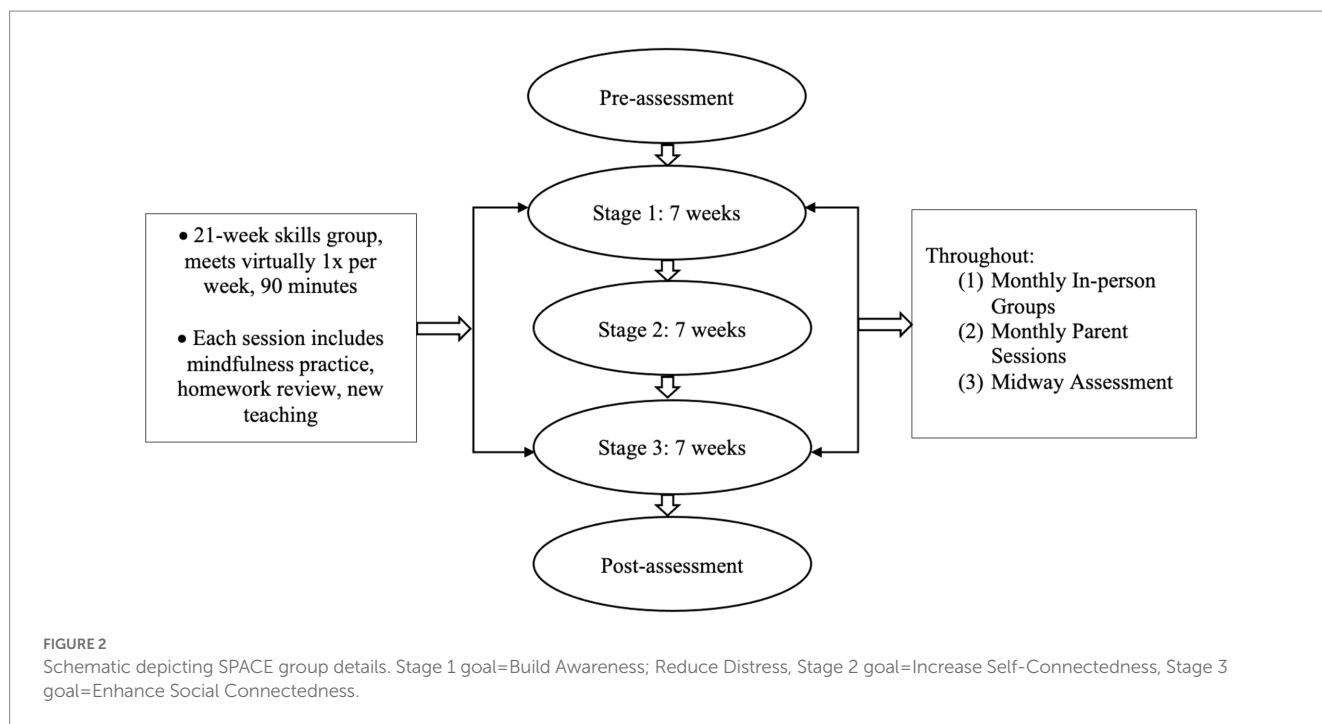 Pre-assessment
Stage 1: 7 weeks
• 21-week skills group,
meets virtually 1x per
week, 90 minutes
• Each session includes
mindfulness practice,
homework review, new
teaching
Throughout:
(1) Monthly In-person
Groups
(2) Monthly Parent
Sessions
(3) Midway Assessment
Stage 2: 7 weeks
Stage 3: 7 weeks
Post-assessment
FIGURE 2
Schematic depicting SPACE group details. Stage 1 goal=Build Awareness; Reduce Distress, Stage 2 goal=Increase Self-Connectedness, Stage 3
goal=Enhance Social Connectedness.